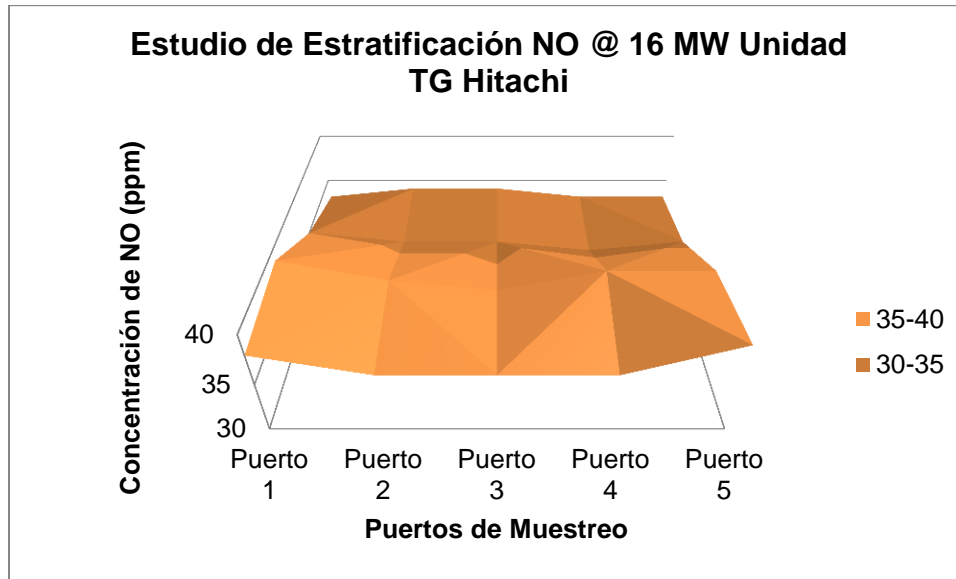 Estudio de Estratificación NO @ 16 MW Unidad
TG Hitachi
Concentración de NO (ppm)
40
35
30
Puerto 1
Puerto 2
Puerto 3
Puerto 4
Puerto 5
Puertos de Muestreo
35-40
30-35